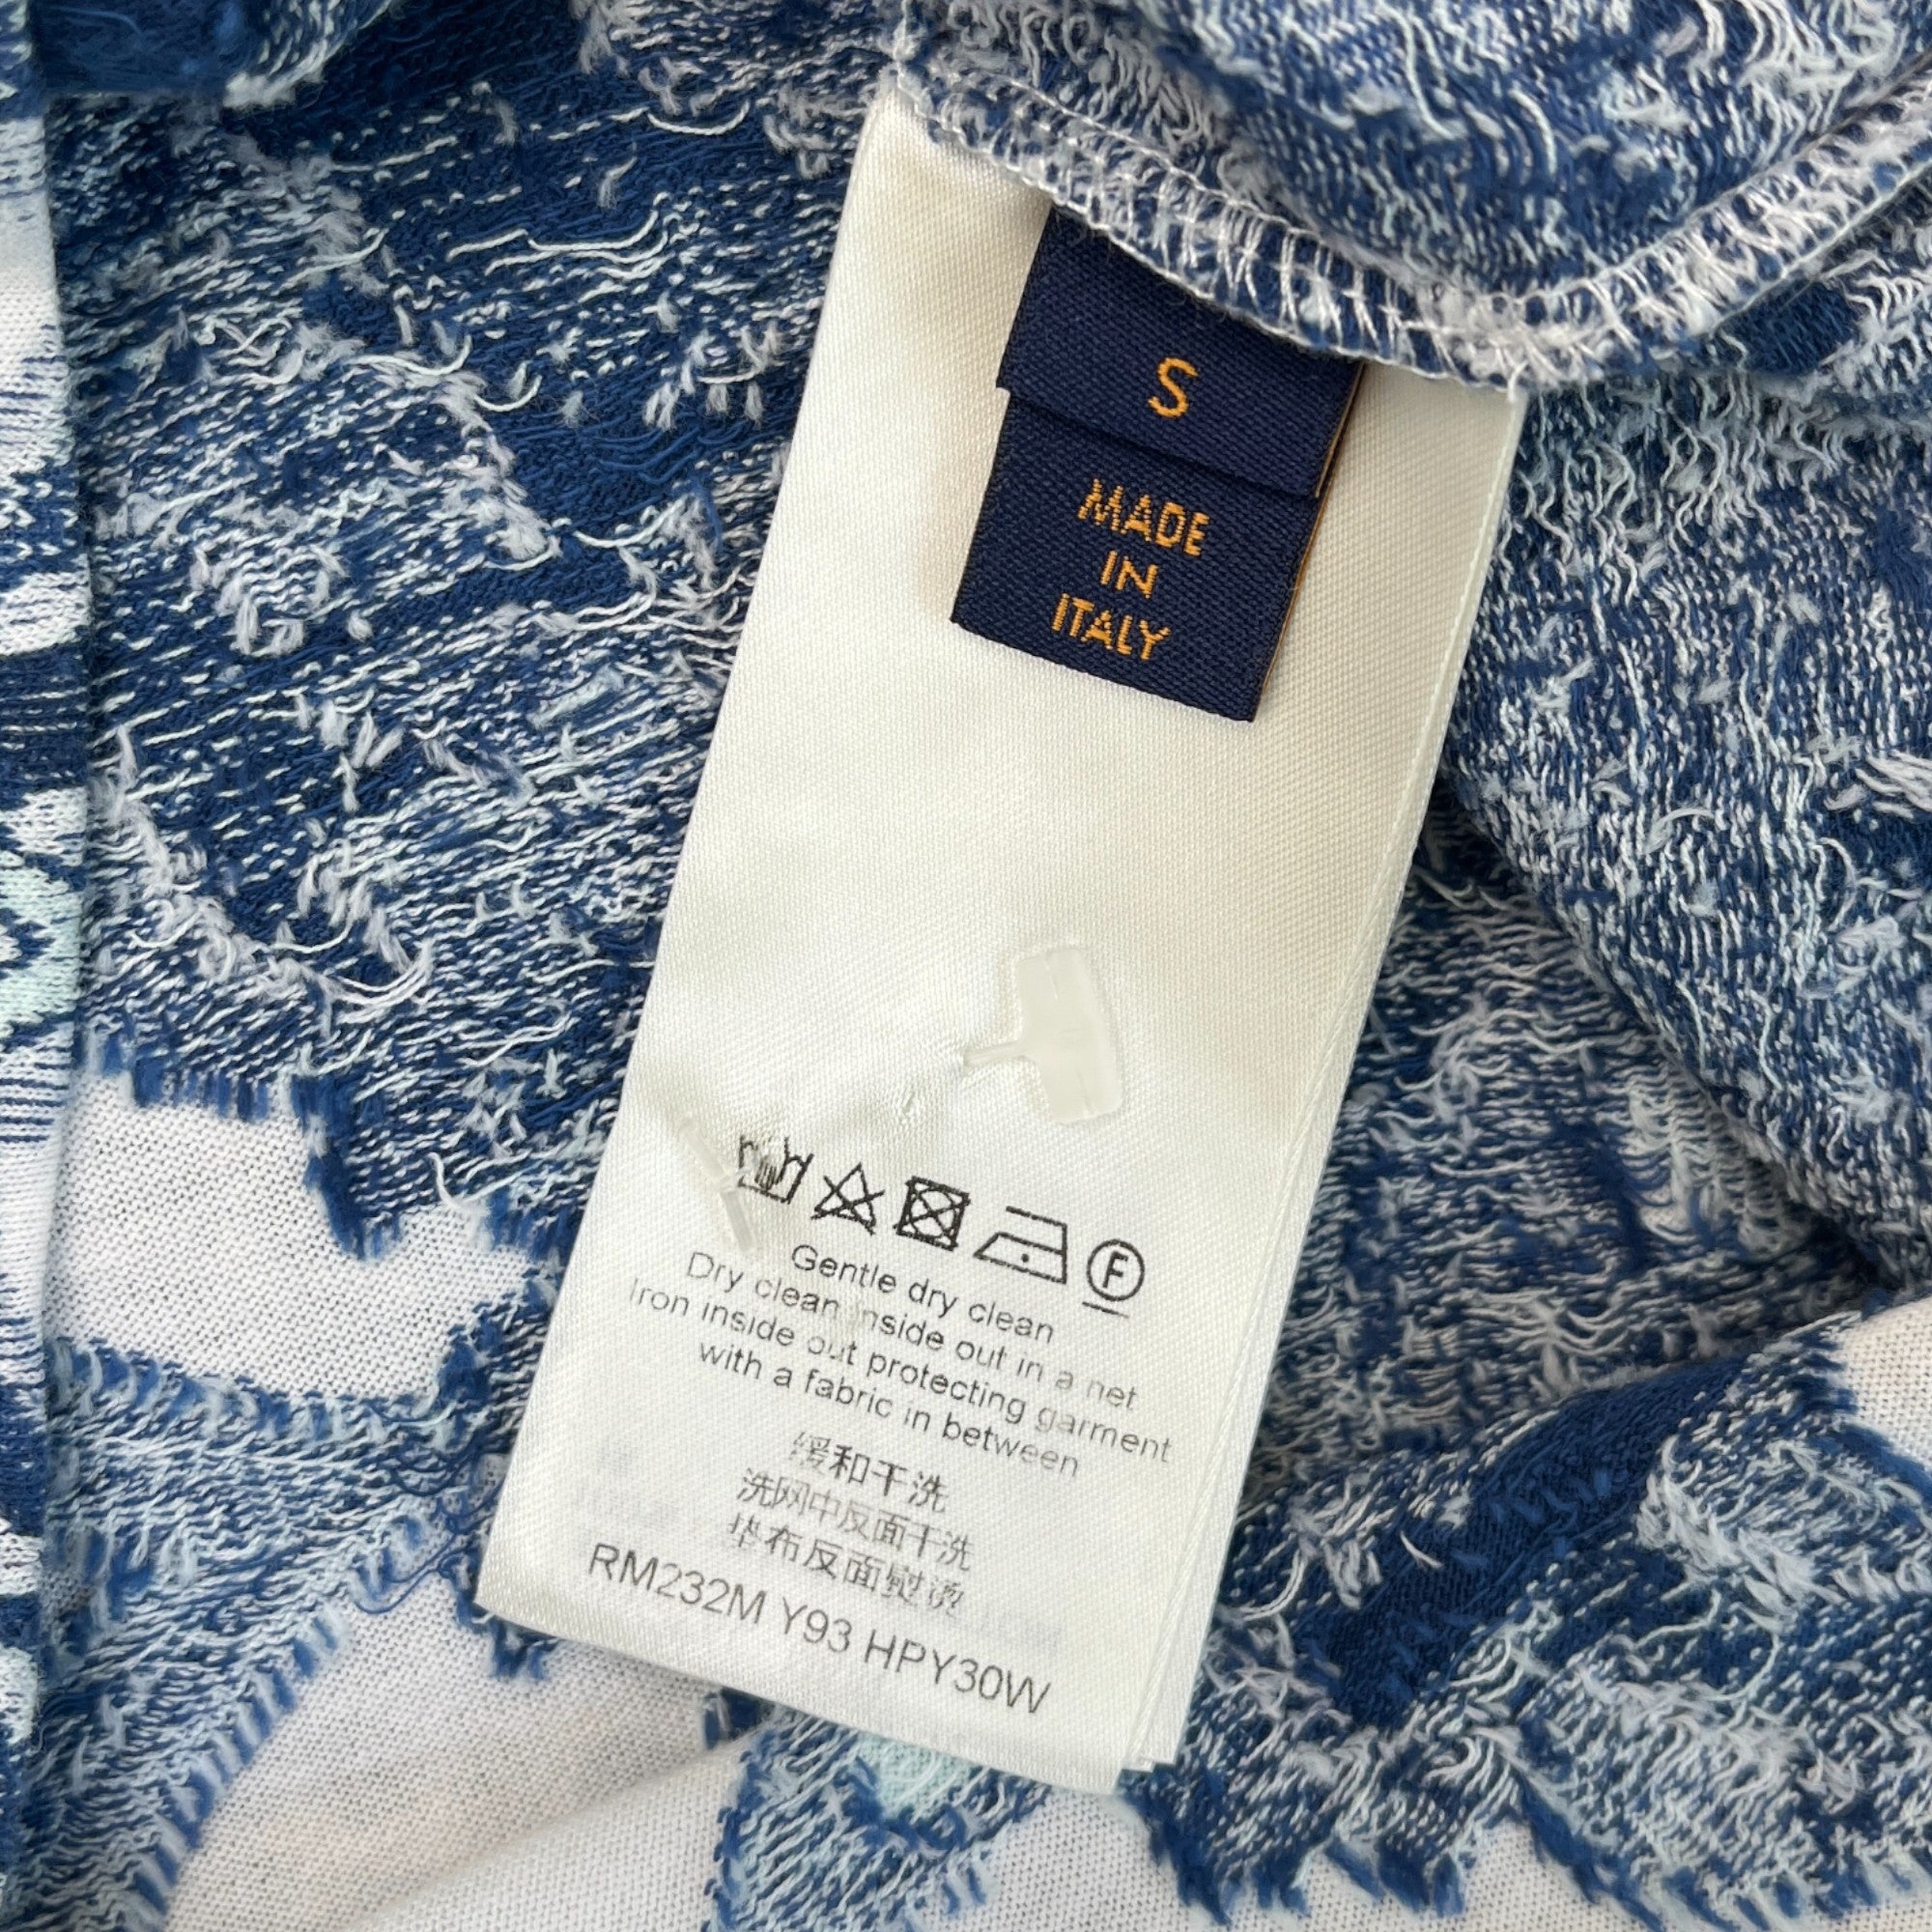 S
MADE
IN
ITALY
F
Gentle dry clean
Dry clean inside out in a net
Iron inside out protecting garment
with a fabric in between
缓和干洗
洗网中反面干洗
垫布反面熨烫
RM232M Y93 HPY30W